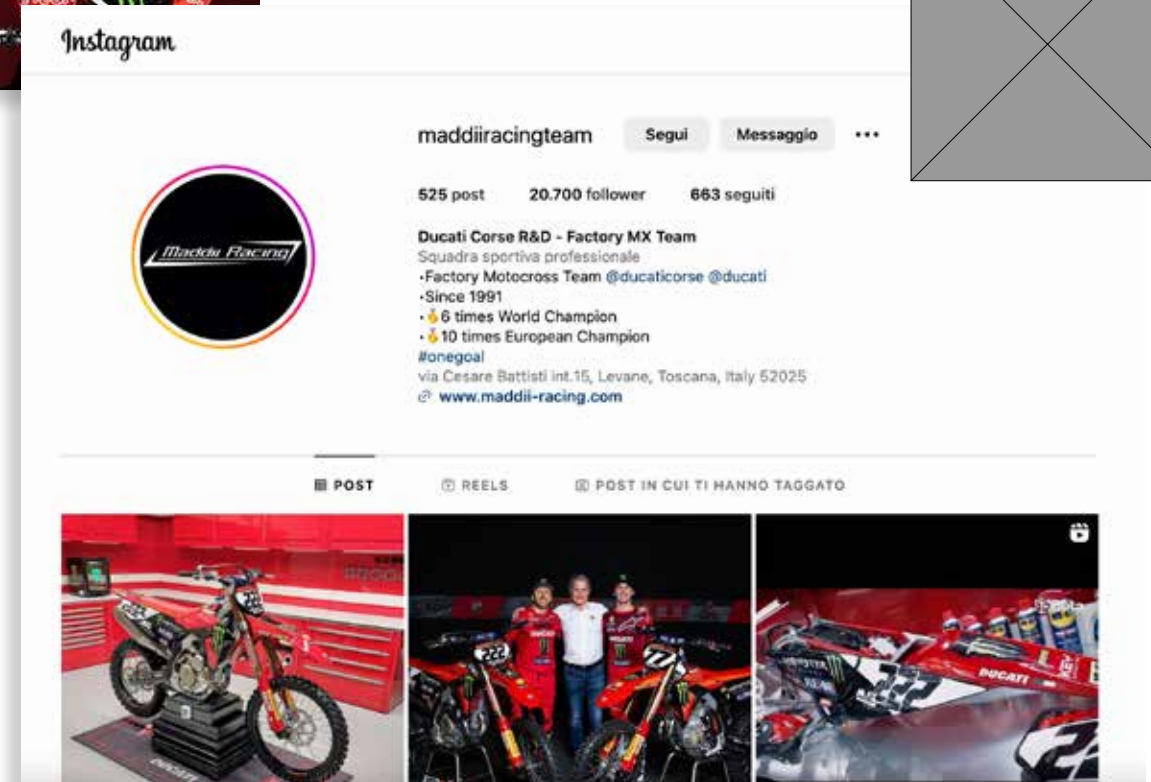 Instagram
maddiiracingteam Segui Messaggio
525 post 20.700 follower 663 seguiti
Maddii Racing
Ducati Corse R&D - Factory MX Team
Squadra sportiva professionale
•Factory Motocross Team @ducaticorse @ducati
•Since 1991
•🥇6 times World Champion
•🥇10 times European Champion
#onegoal
via Cesare Battisti int.15, Levane, Toscana, Italy 52025
www.maddii-racing.com
POST REELS POST IN CUI TI HANNO TAGGATO
222
DUCATI
222
DUCATI
222